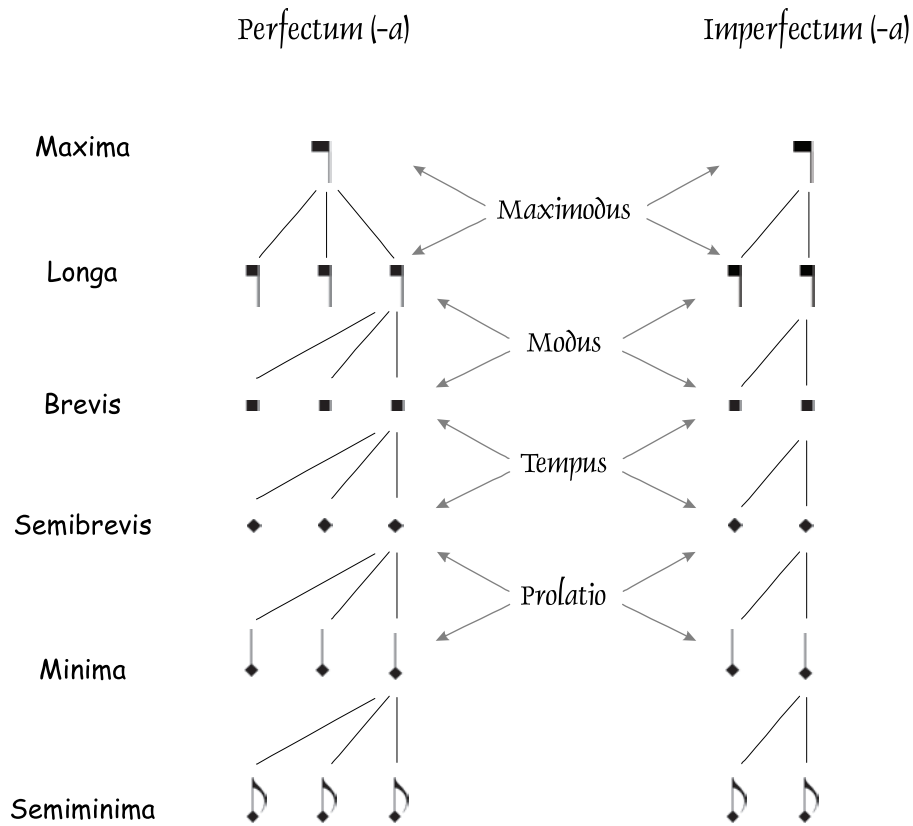 Perfectum (-a)
Imperfectum (-a)
Maxima
Maximodus
Longa
Modus
Brevis
Tempus
Semibrevis
Prolatio
Minima
Semiminima